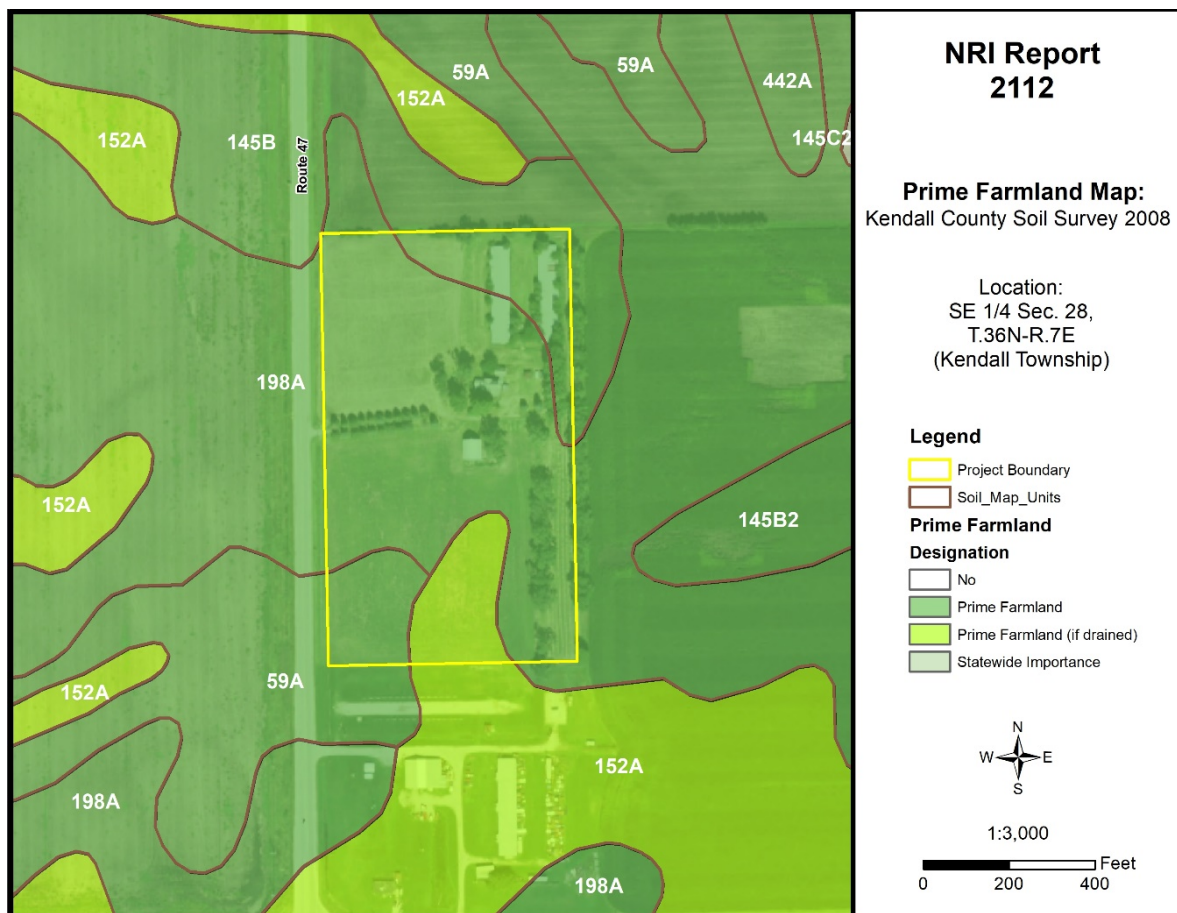 59A
59A
442A
152A
152A
145B
145C2
Route 47
198A
152A
145B2
152A
59A
152A
198A
198A
NRI Report
2112
Prime Farmland Map:
Kendall County Soil Survey 2008
Location:
SE 1/4 Sec. 28,
T.36N-R.7E
(Kendall Township)
Legend
Project Boundary
Soil_Map_Units
Prime Farmland
Designation
No
Prime Farmland
Prime Farmland (if drained)
Statewide Importance
N
W E
S
1:3,000
Feet
0 200 400